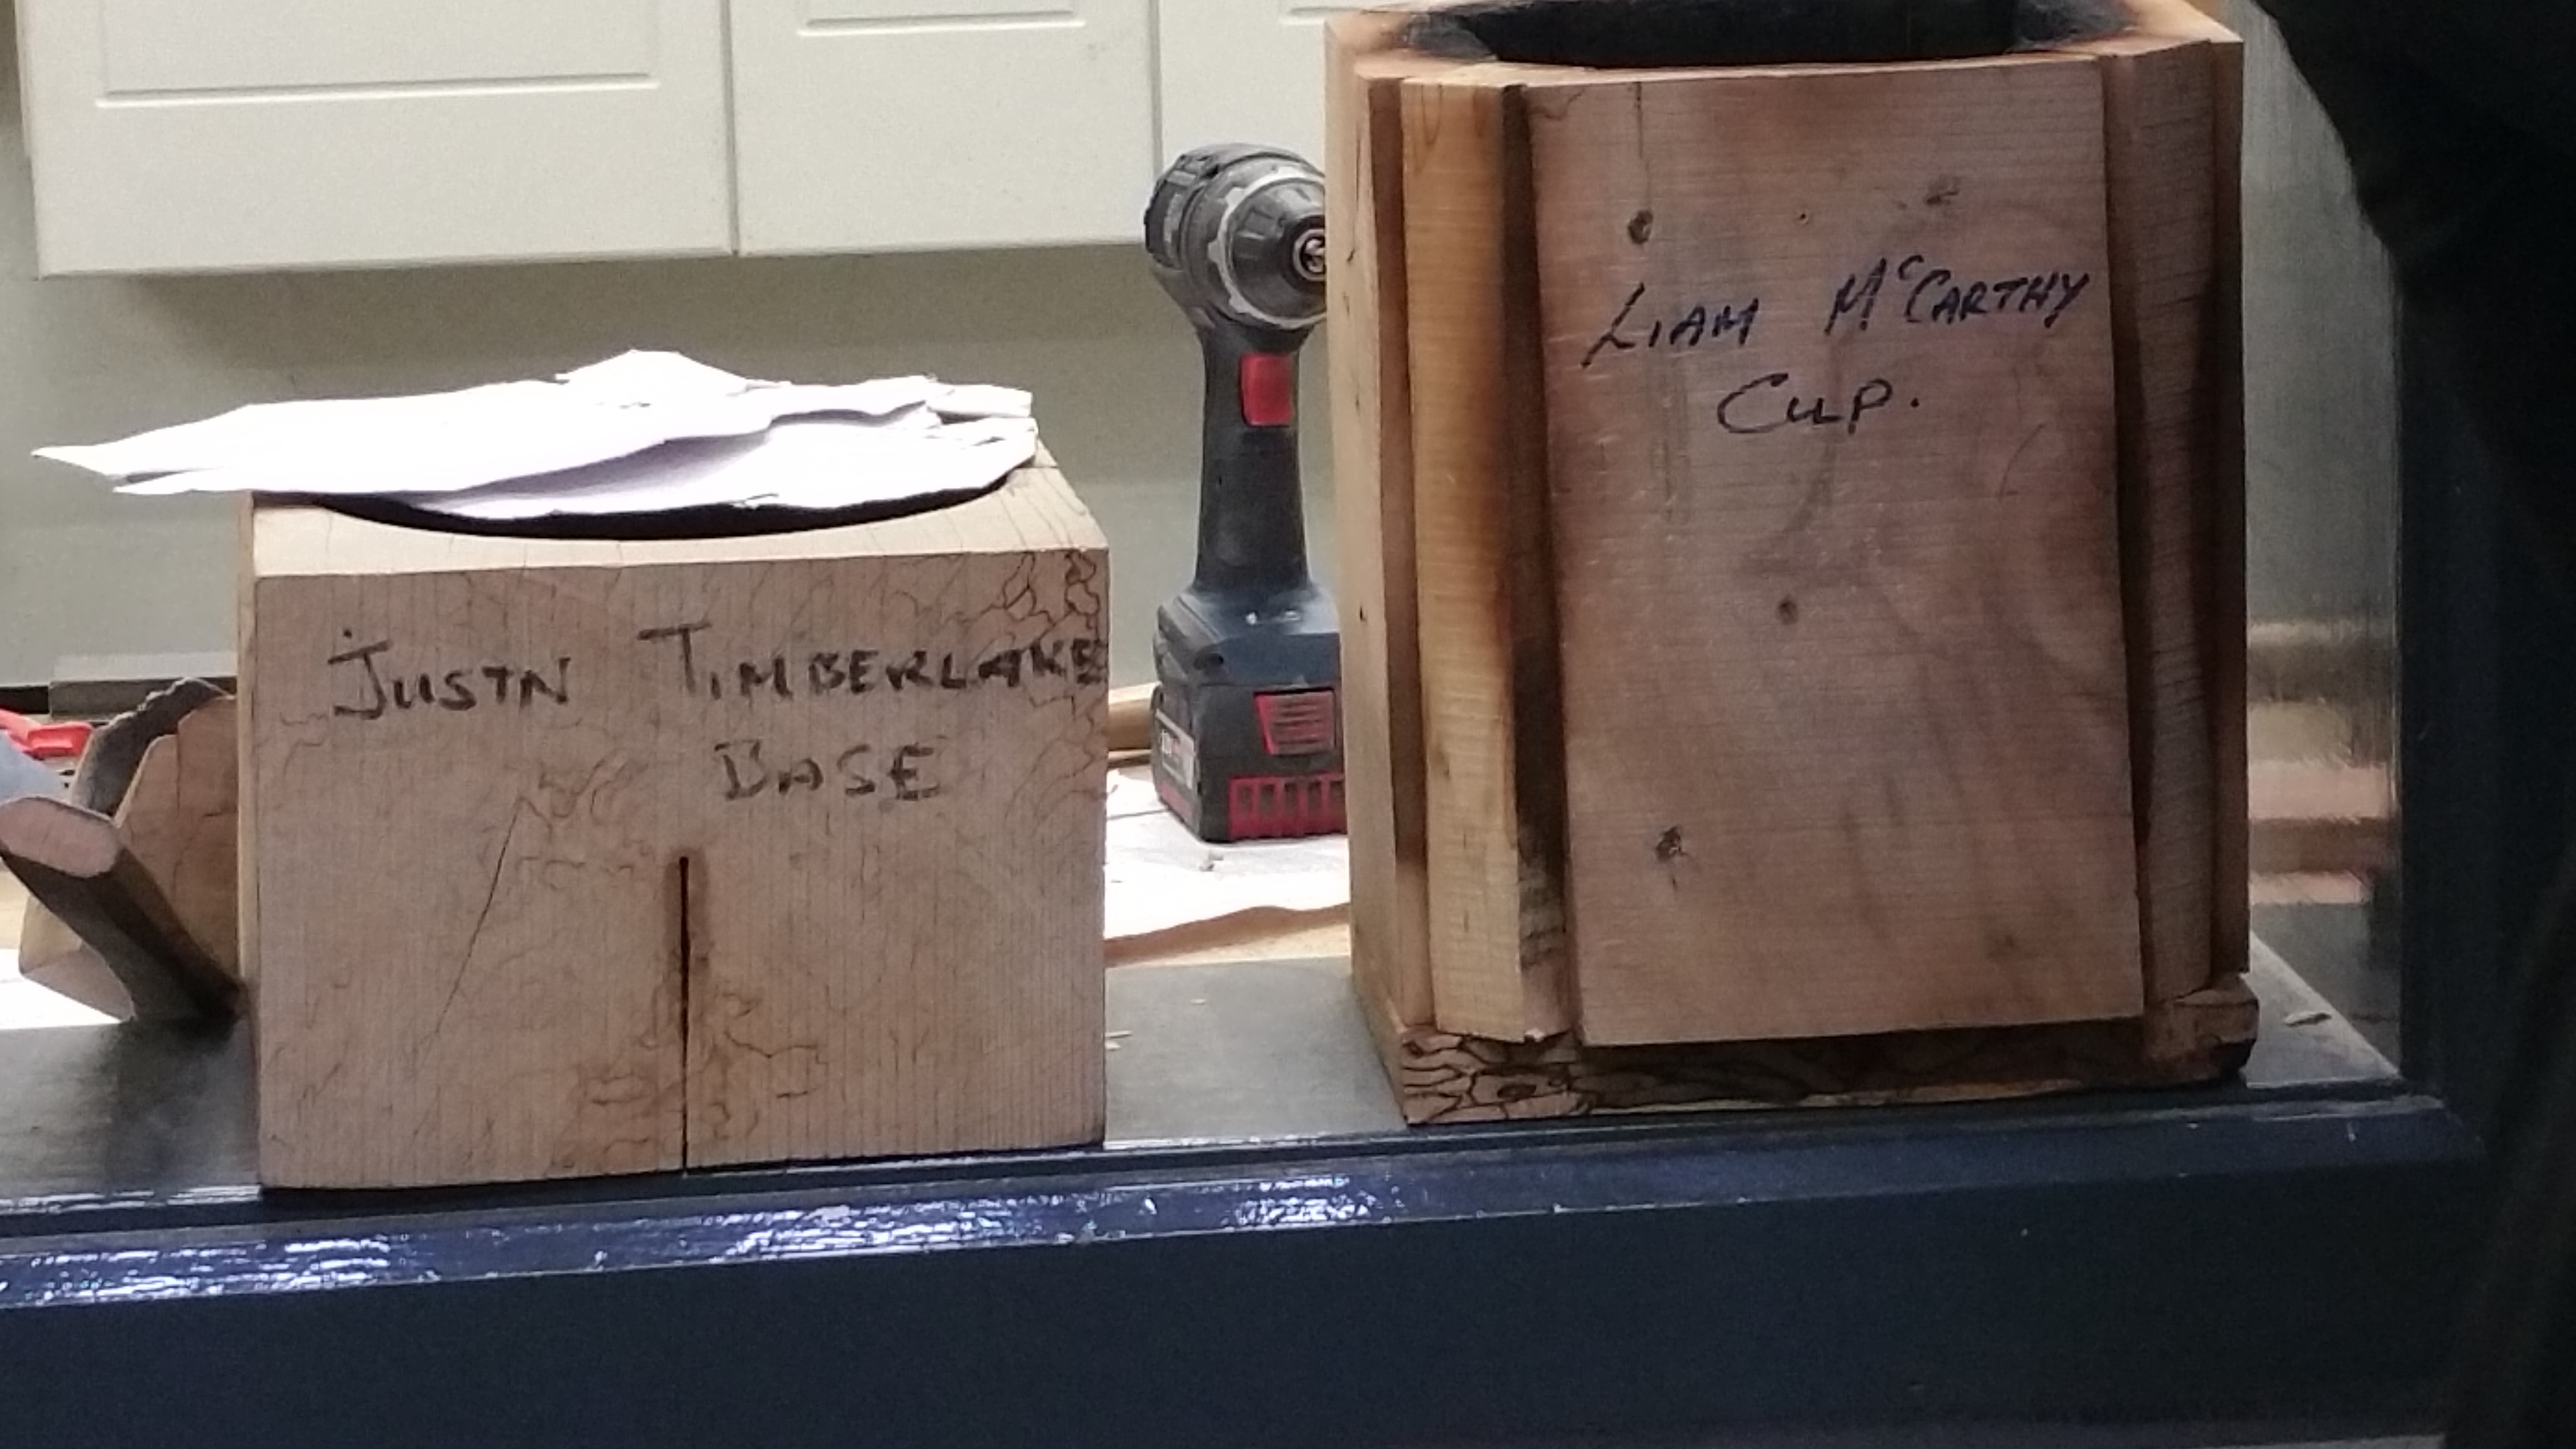 JUSTN TIMBERLAKE
BASE
LIAM McCARTHY
CUP.